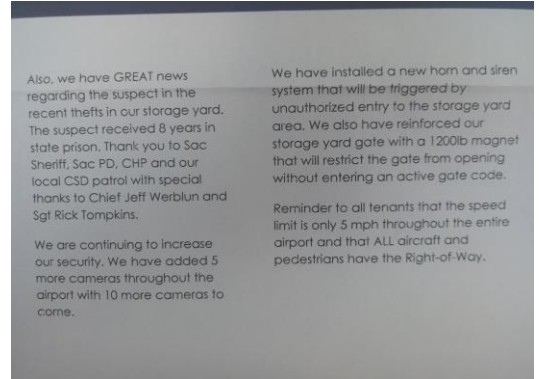 Also, we have GREAT news
regarding the suspect in the
recent thefts in our storage yard.
The suspect received 8 years in
state prison. Thank you to Sac
Sheriff, Sac PD, CHP and our
local CSD patrol with special
thanks to Chief Jeff Werblun and
Sgt Rick Tompkins.
We are continuing to increase
our security. We have added 5
more cameras throughout the
airport with 10 more cameras to
come.
We have installed a new horn and siren
system that will be triggered by
unauthorized entry to the storage yard
area. We also have reinforced our
storage yard gate with a 1200lb magnet
that will restrict the gate from opening
without entering an active gate code.
Reminder to all tenants that the speed
limit is only 5 mph throughout the entire
airport and that ALL aircraft and
pedestrians have the Right-of-Way.